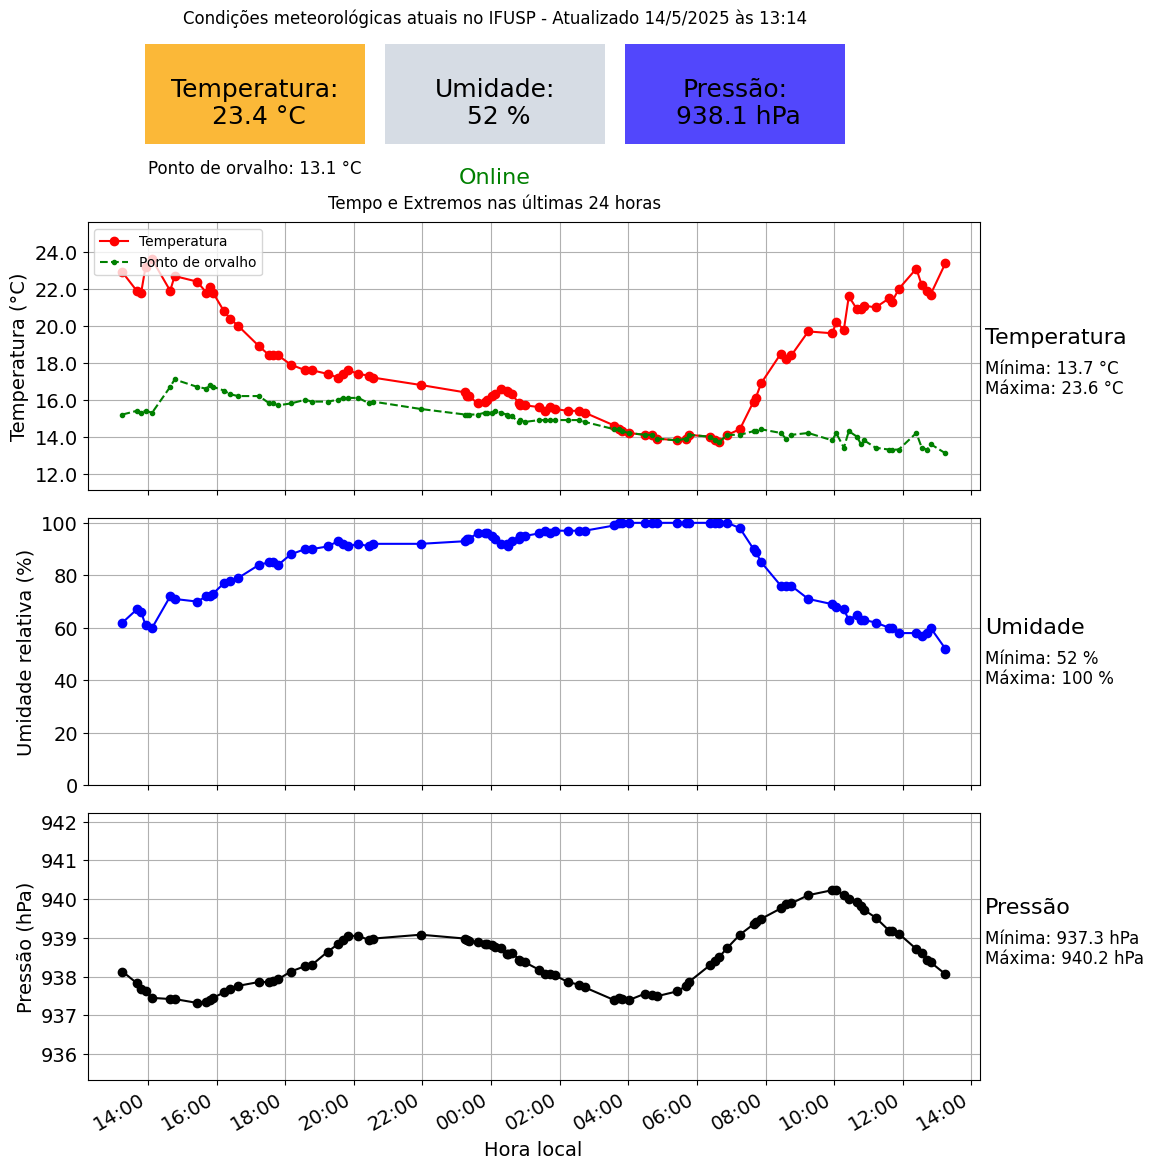 Condições meteorológicas atuais no IFUSP - Atualizado 14/5/2025 às 13:14
Temperatura:
23.4 °C
Umidade:
52 %
Pressão:
938.1 hPa
Ponto de orvalho: 13.1 °C
Online
Tempo e Extremos nas últimas 24 horas
Temperatura (°C)
24.0
22.0
20.0
18.0
16.0
14.0
12.0
Temperatura
Ponto de orvalho
Temperatura
Mínima: 13.7 °C
Máxima: 23.6 °C
Umidade relativa (%)
100
80
60
40
20
0
Umidade
Mínima: 52 %
Máxima: 100 %
Pressão (hPa)
942
941
940
939
938
937
936
Pressão
Mínima: 937.3 hPa
Máxima: 940.2 hPa
14:00
16:00
18:00
20:00
22:00
00:00
02:00
04:00
06:00
08:00
10:00
12:00
14:00
Hora local